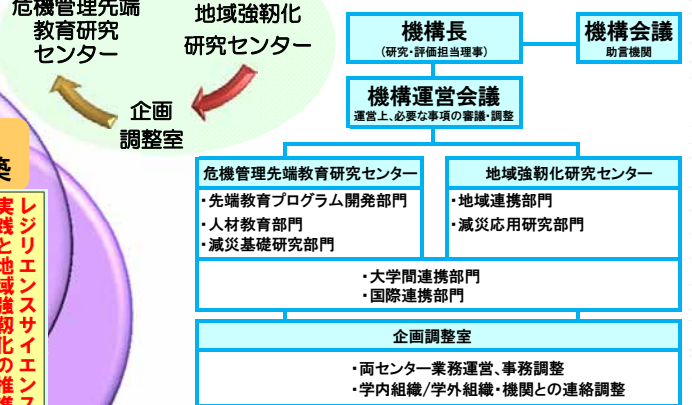 危機管理先端
教育研究
センター
地域強靭化
研究センター
企画
調整室
築
レジリエンスサイエンス
実践と地域強靭化の推進
機構長
(研究・評価担当理事)
機構会議
助言機関
機構運営会議
運営上、必要な事項の審議・調整
危機管理先端教育研究センター
・先端教育プログラム開発部門
・人材教育部門
・減災基礎研究部門
地域強靭化研究センター
・地域連携部門
・減災応用研究部門
・大学間連携部門
・国際連携部門
企画調整室
・両センター業務運営、事務調整
・学内組織/学外組織・機関との連絡調整